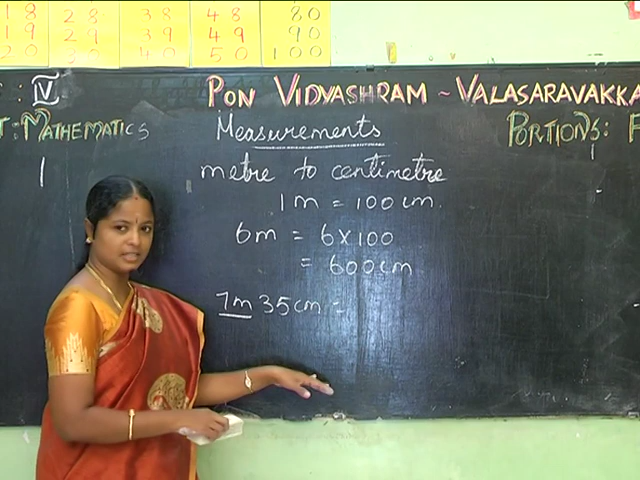 18 28 38 48 80
19 29 39 49 90
20 30 40 50 100
: IV PON VIDYASHRAM ~ VALASARAVAKKA
T: MATHEMATICS Measurements PORTIONS: F
1 metre to centimetre
1m = 100 cm.
6m = 6x100
= 600cm
7m 35cm =